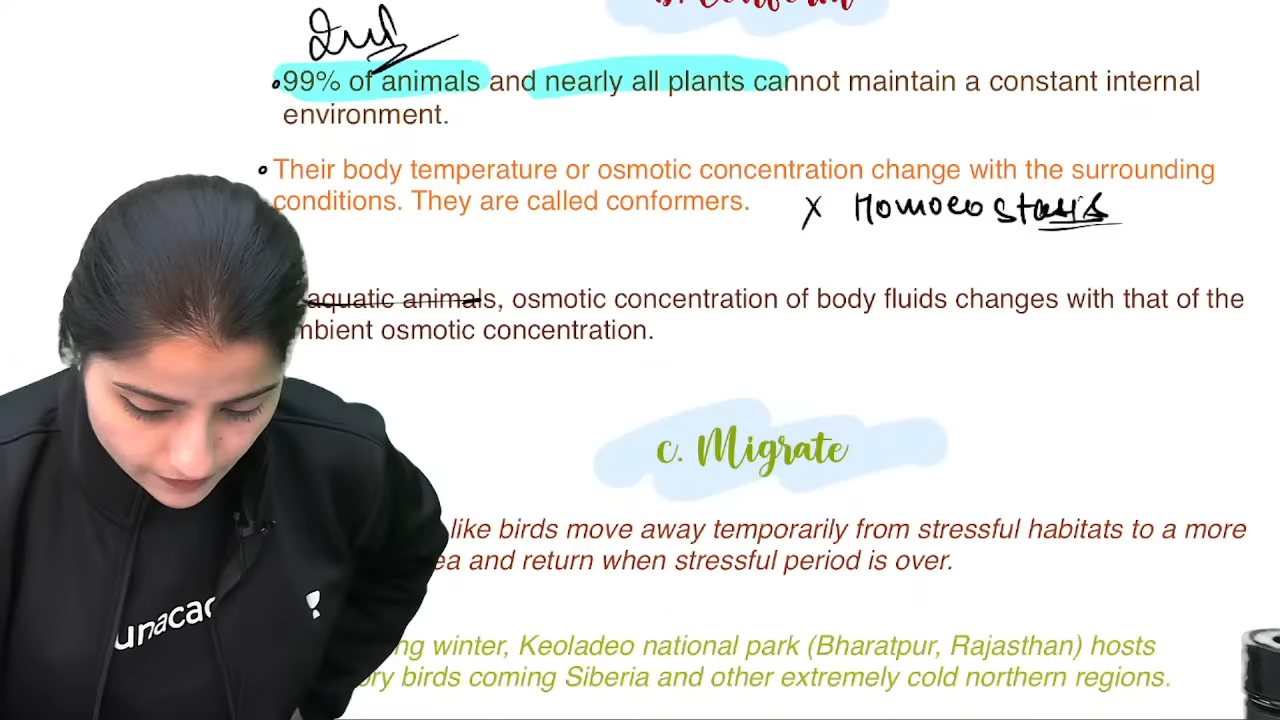 b. Conform
99% of animals and nearly all plants cannot maintain a constant internal
environment.
Their body temperature or osmotic concentration change with the surrounding
conditions. They are called conformers.
X Homoeostasis
aquatic animals, osmotic concentration of body fluids changes with that of the
mbient osmotic concentration.
c. Migrate
like birds move away temporarily from stressful habitats to a more
ea and return when stressful period is over.
ng winter, Keoladeo national park (Bharatpur, Rajasthan) hosts
ory birds coming Siberia and other extremely cold northern regions.
unacad